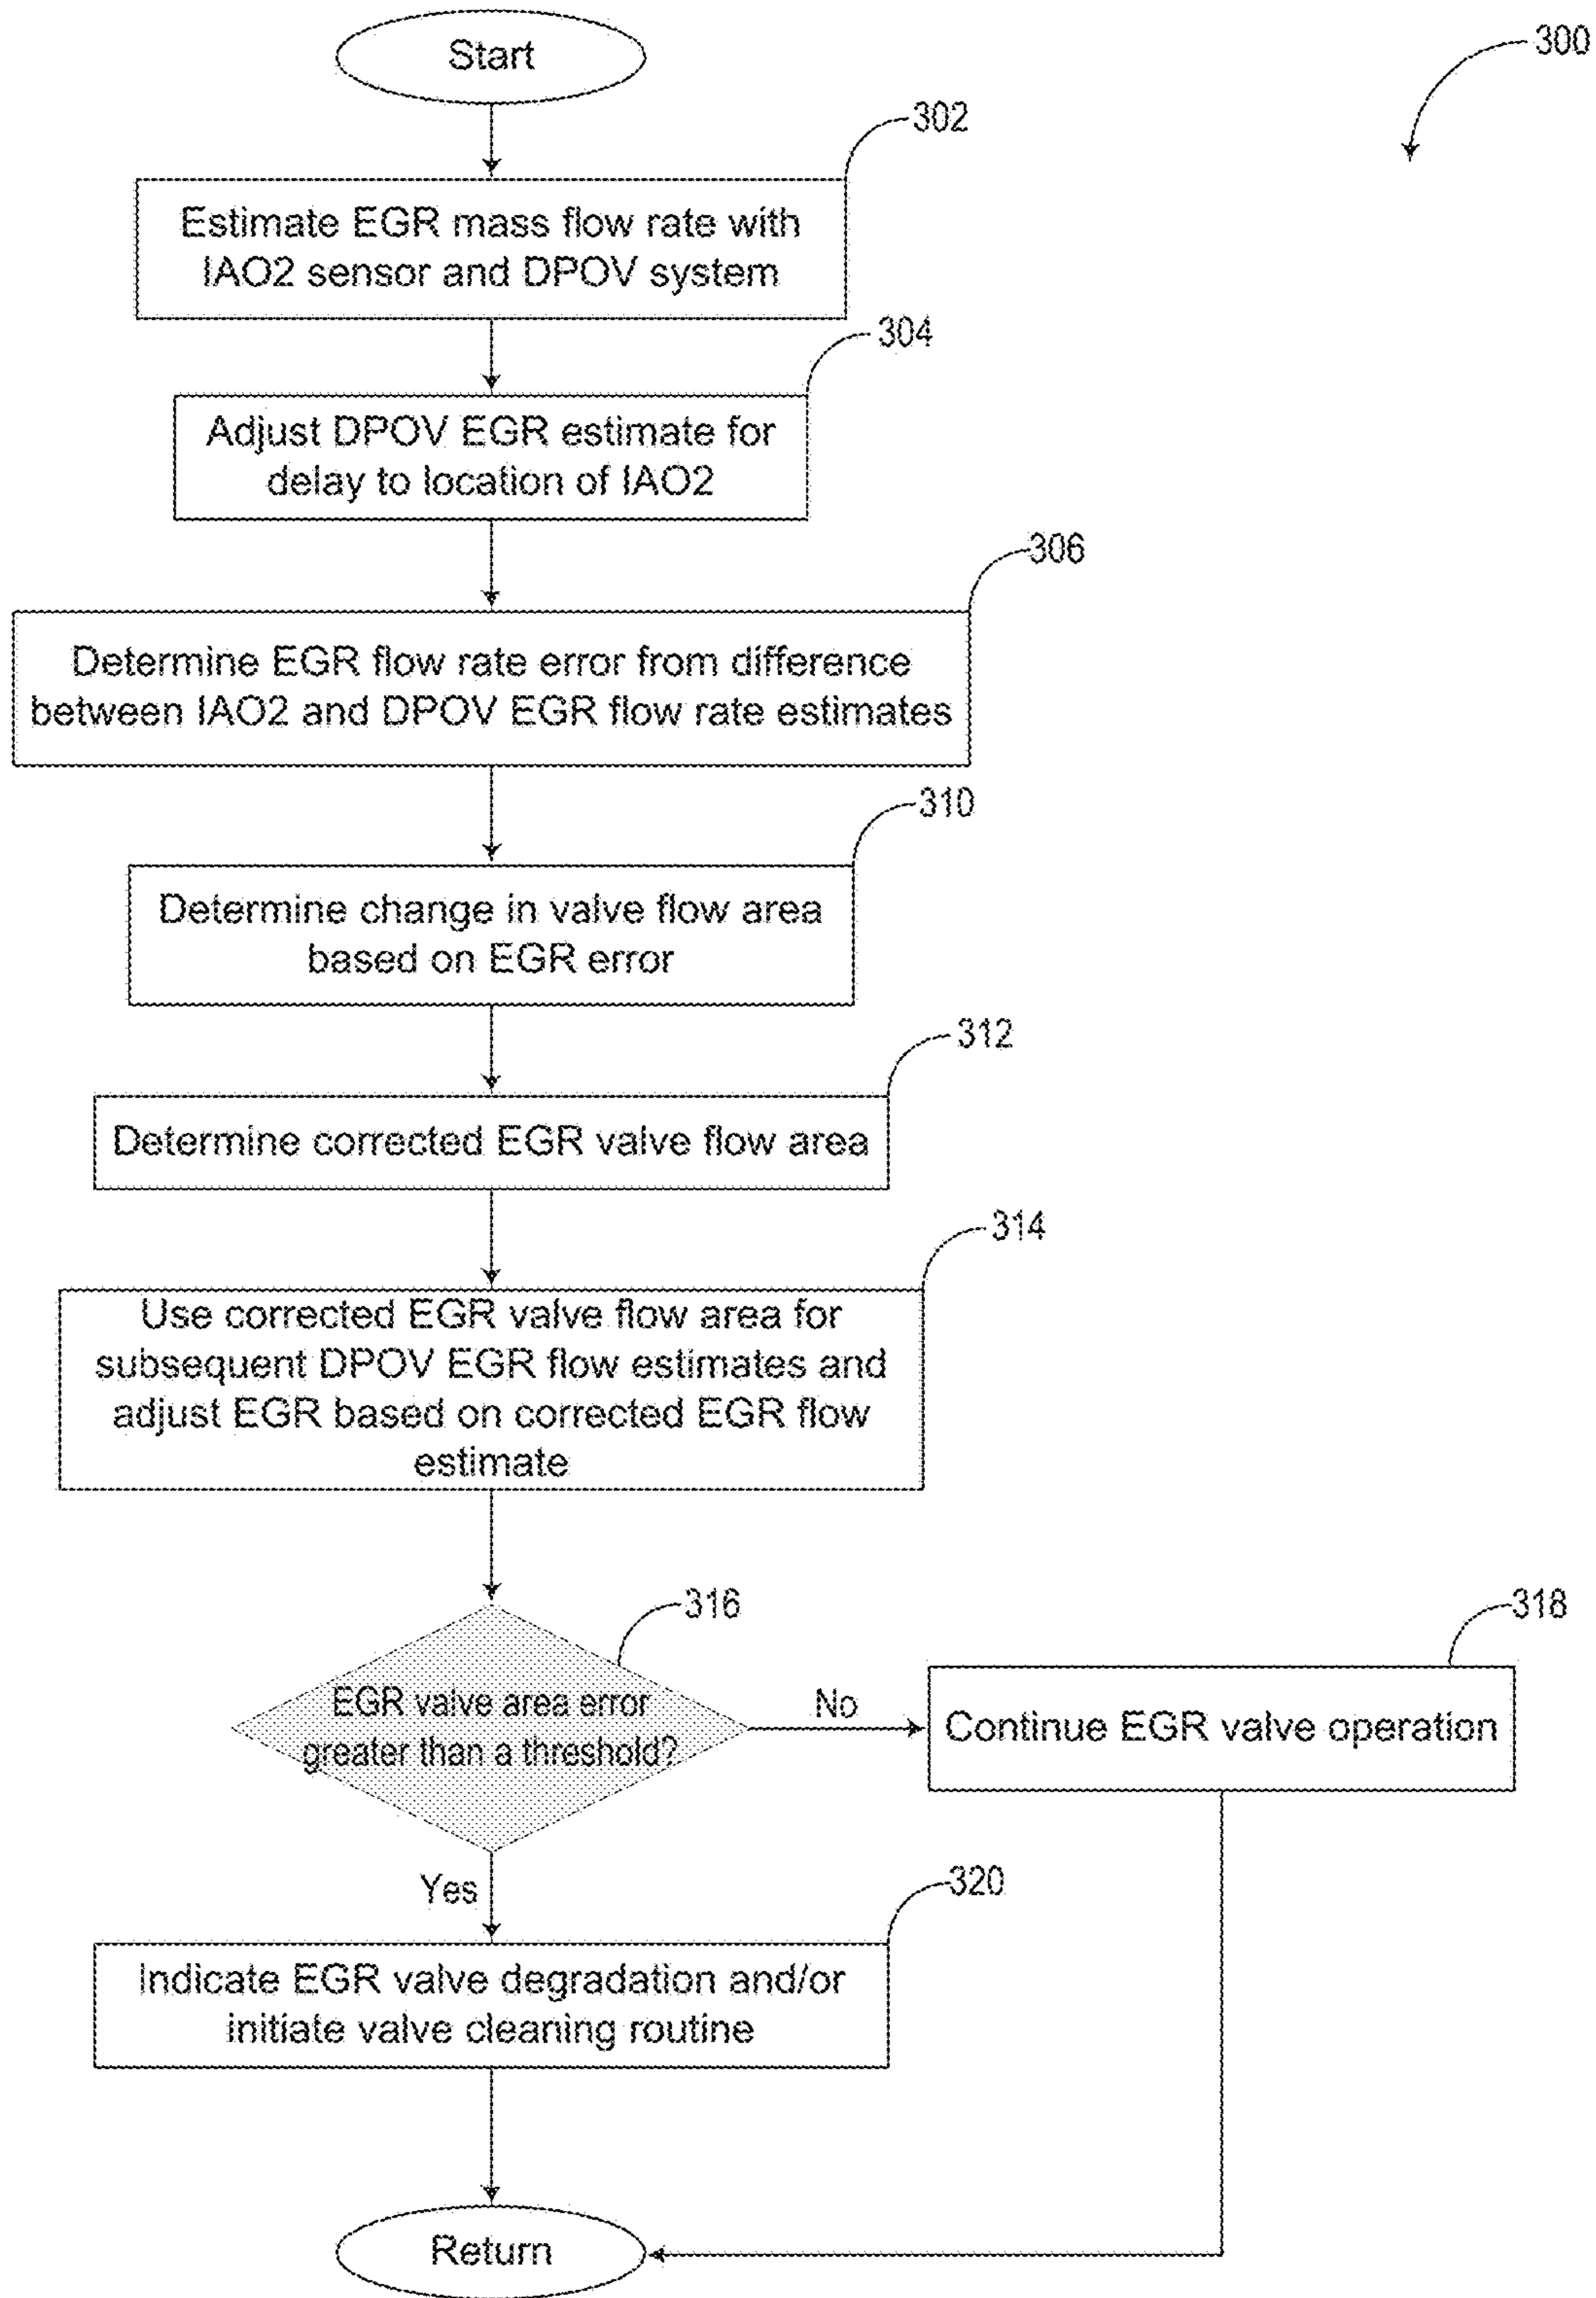 Start
300
302
Estimate EGR mass flow rate with
IAO2 sensor and DPOV system
304
Adjust DPOV EGR estimate for
delay to location of IAO2
306
Determine EGR flow rate error from difference
between IAO2 and DPOV EGR flow rate estimates
310
Determine change in valve flow area
based on EGR error
312
Determine corrected EGR valve flow area
314
Use corrected EGR valve flow area for
subsequent DPOV EGR flow estimates and
adjust EGR based on corrected EGR flow
estimate
316
EGR valve area error
greater than a threshold?
No
318
Continue EGR valve operation
Yes
320
Indicate EGR valve degradation and/or
initiate valve cleaning routine
Return